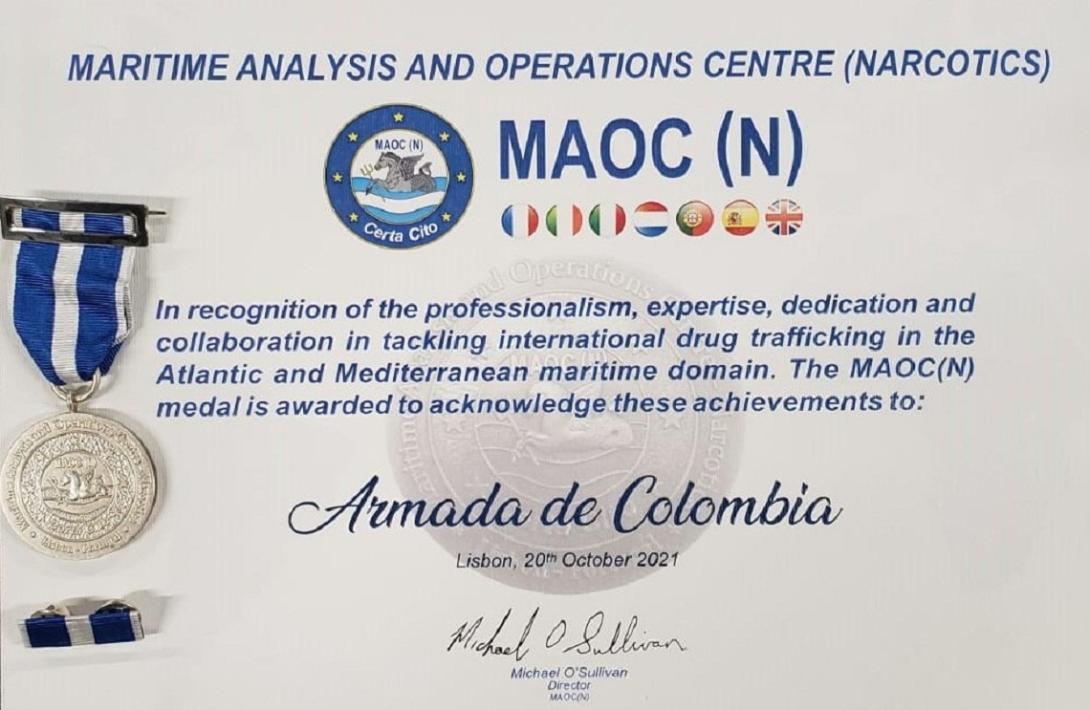 MARITIME ANALYSIS AND OPERATIONS CENTRE (NARCOTICS)
MAOC (N)
MAOC (N)
Certa Cito
In recognition of the professionalism, expertise, dedication and
collaboration in tackling international drug trafficking in the
Atlantic and Mediterranean maritime domain. The MAOC(N)
medal is awarded to acknowledge these achievements to:
Armada de Colombia
Lisbon, 20th October 2021
Michael O Sullivan
Michael O'Sullivan
Director
MAOC(N)